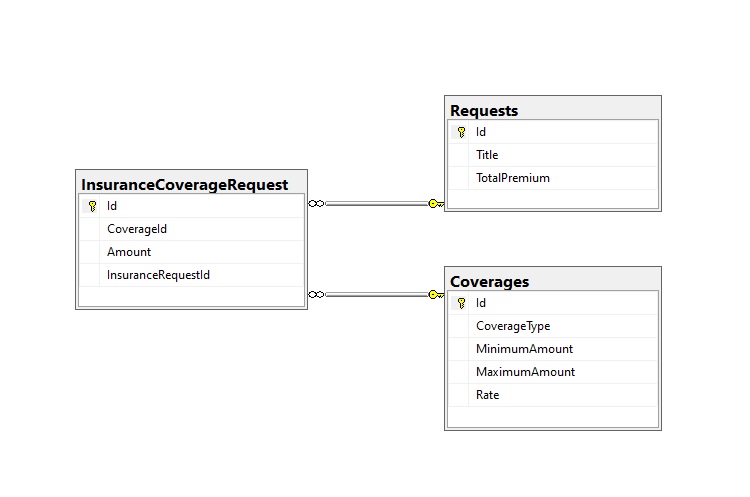 InsuranceCoverageRequest
Id
CoverageId
Amount
InsuranceRequestId
Requests
Id
Title
TotalPremium
Coverages
Id
CoverageType
MinimumAmount
MaximumAmount
Rate